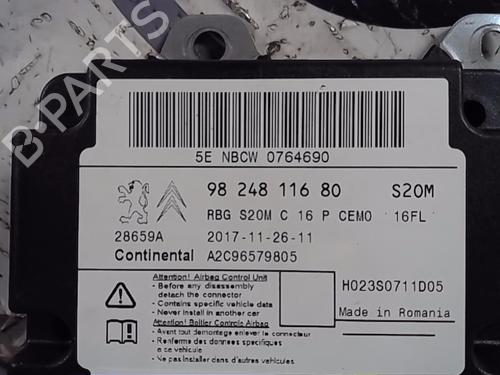 B-PARTS
5E NBCW 0764690
98 248 116 80 S20M
RBG S20M C 16 P CEMO 16FL
28659A 2017-11-26-11
Continental A2C96579805
Attention! Airbag Control Unit
- Before any disassembly
detach the connector
- Contains specific vehicle data
- Never install in another car
Attention! Boitier Controle Airbag
- Avant tout demontage enlever le connecteur
- Renferme des données specifiques
a ce vehicule
- Ne pas installer dans d'autres vehicules
H023S0711D05
Made in Romania